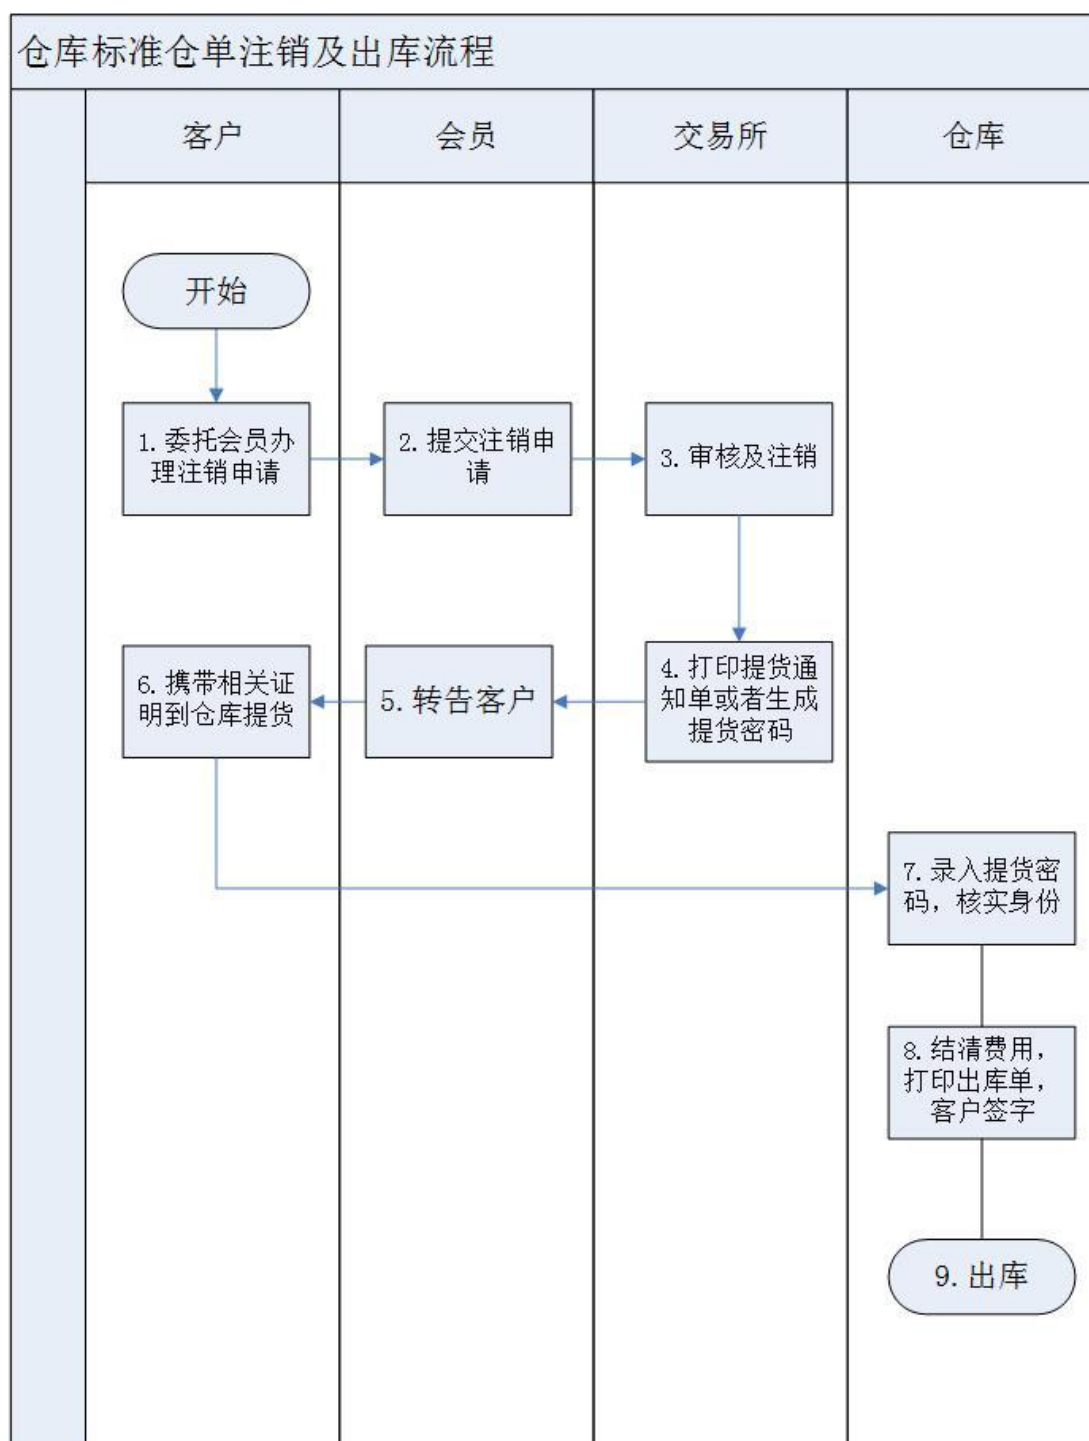 仓库标准仓单注销及出库流程
客户
会员
交易所
仓库
开始
1. 委托会员办
理注销申请
2. 提交注销申
请
3. 审核及注销
4. 打印提货通
知单或者生成
提货密码
5. 转告客户
6. 携带相关证
明到仓库提货
7. 录入提货密
码，核实身份
8. 结清费用，
打印出库单，
客户签字
9. 出库